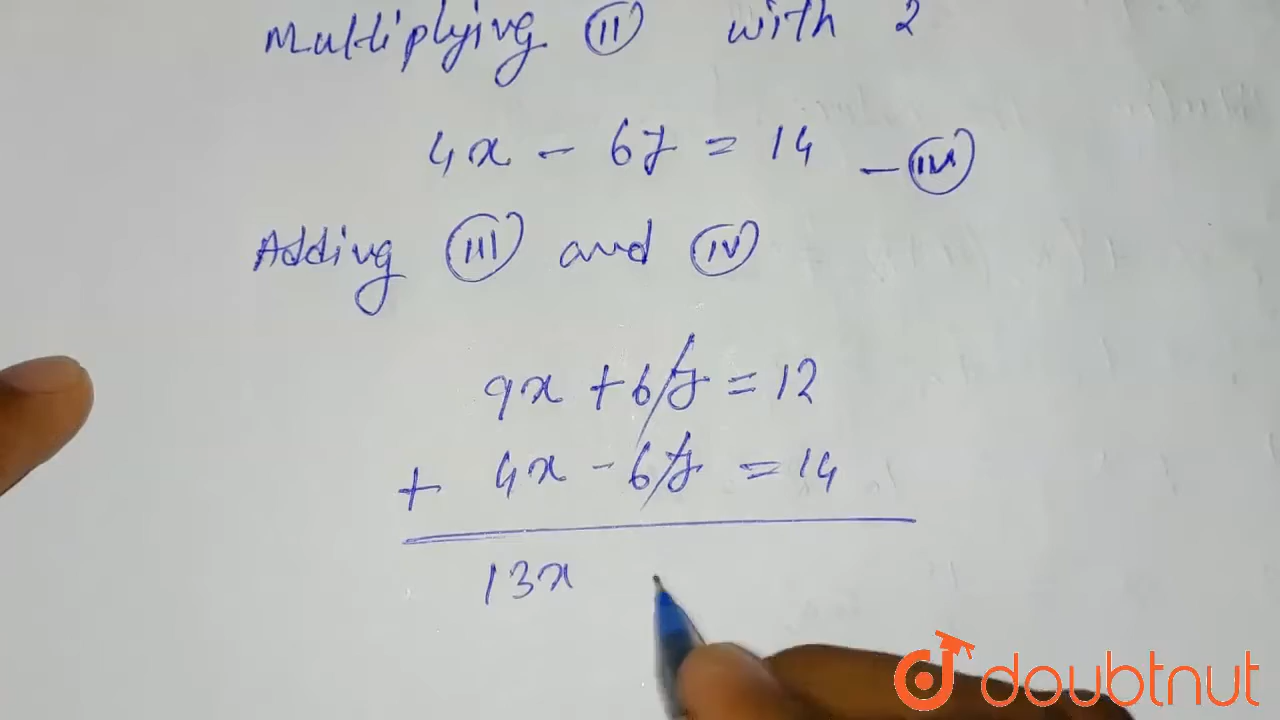 Multiplying (II) with 2
4x - 6y = 14 - (IV)
Adding (III) and (IV)
9x + 6y = 12
+ 4x - 6y = 14
13x
doubtnut